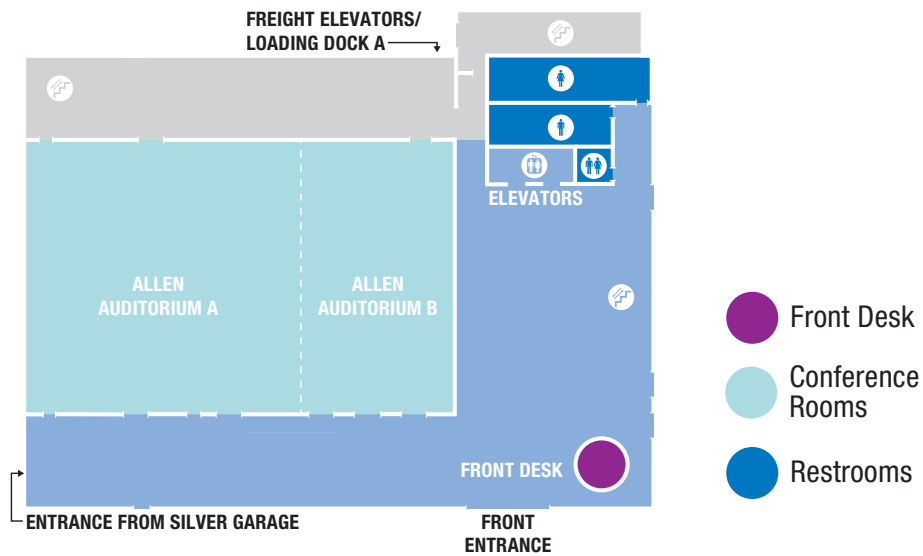 FREIGHT ELEVATORS/
LOADING DOCK A
ELEVATORS
ALLEN
AUDITORIUM A
ALLEN
AUDITORIUM B
Front Desk
Conference
Rooms
Restrooms
FRONT DESK
ENTRANCE FROM SILVER GARAGE
FRONT
ENTRANCE